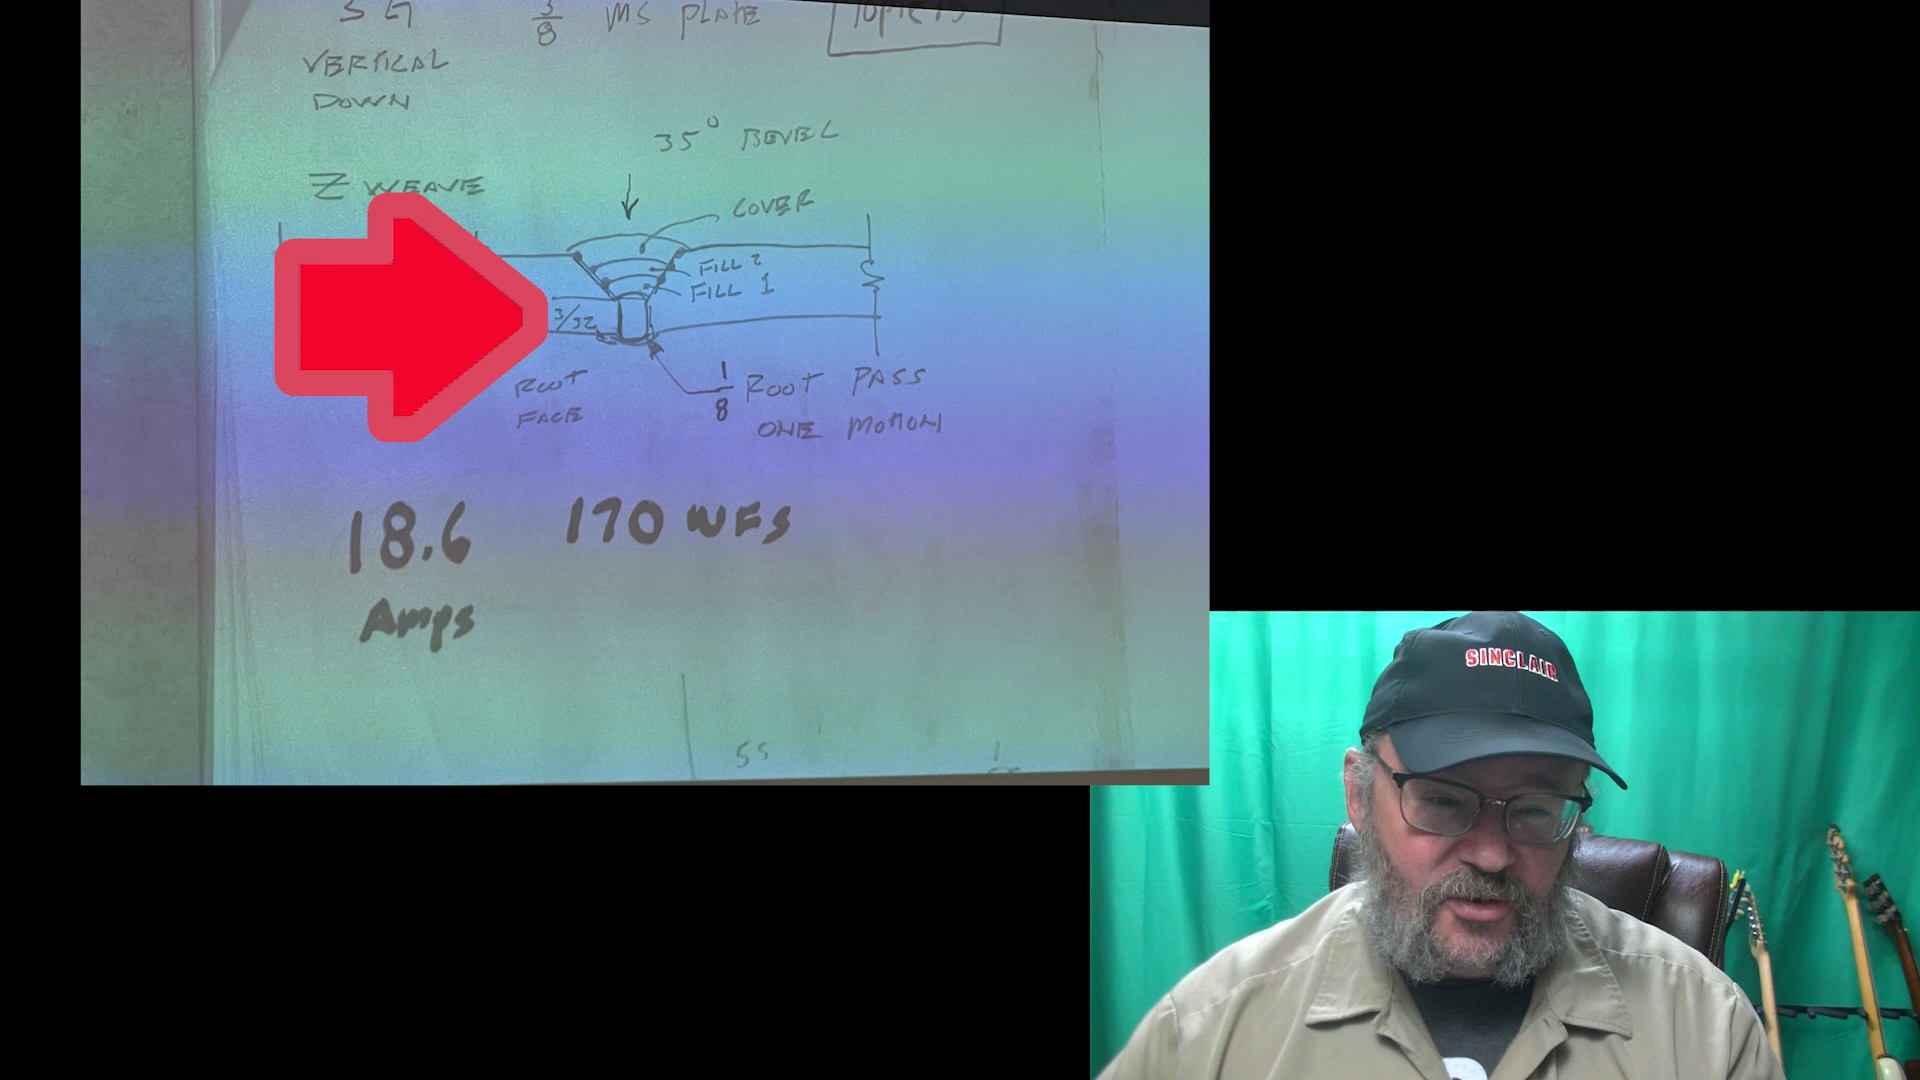 3G 3/8 MS PLATE
VERTICAL
DOWN
35° BEVEL
Z WEAVE
COVER
FILL 2
FILL 1
3/32
ROOT
FACE
1/8 ROOT PASS
ONE MOTION
18.6 170 WFS
Amps
SINCLAIR